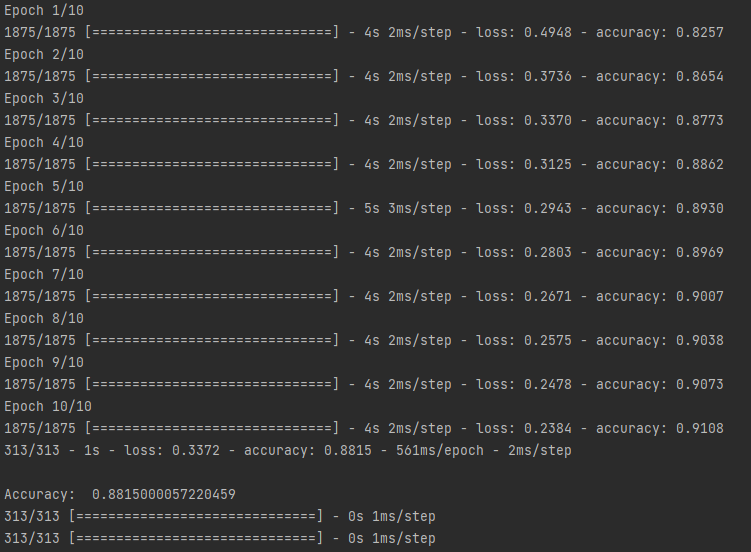 Epoch 1/10
1875/1875 [==============================] - 4s 2ms/step - loss: 0.4948 - accuracy: 0.8257
Epoch 2/10
1875/1875 [==============================] - 4s 2ms/step - loss: 0.3736 - accuracy: 0.8654
Epoch 3/10
1875/1875 [==============================] - 4s 2ms/step - loss: 0.3370 - accuracy: 0.8773
Epoch 4/10
1875/1875 [==============================] - 4s 2ms/step - loss: 0.3125 - accuracy: 0.8862
Epoch 5/10
1875/1875 [==============================] - 5s 3ms/step - loss: 0.2943 - accuracy: 0.8930
Epoch 6/10
1875/1875 [==============================] - 4s 2ms/step - loss: 0.2803 - accuracy: 0.8969
Epoch 7/10
1875/1875 [==============================] - 4s 2ms/step - loss: 0.2671 - accuracy: 0.9007
Epoch 8/10
1875/1875 [==============================] - 4s 2ms/step - loss: 0.2575 - accuracy: 0.9038
Epoch 9/10
1875/1875 [==============================] - 4s 2ms/step - loss: 0.2478 - accuracy: 0.9073
Epoch 10/10
1875/1875 [==============================] - 4s 2ms/step - loss: 0.2384 - accuracy: 0.9108
313/313 - 1s - loss: 0.3372 - accuracy: 0.8815 - 561ms/epoch - 2ms/step
Accuracy:  0.8815000057220459
313/313 [==============================] - 0s 1ms/step
313/313 [==============================] - 0s 1ms/step